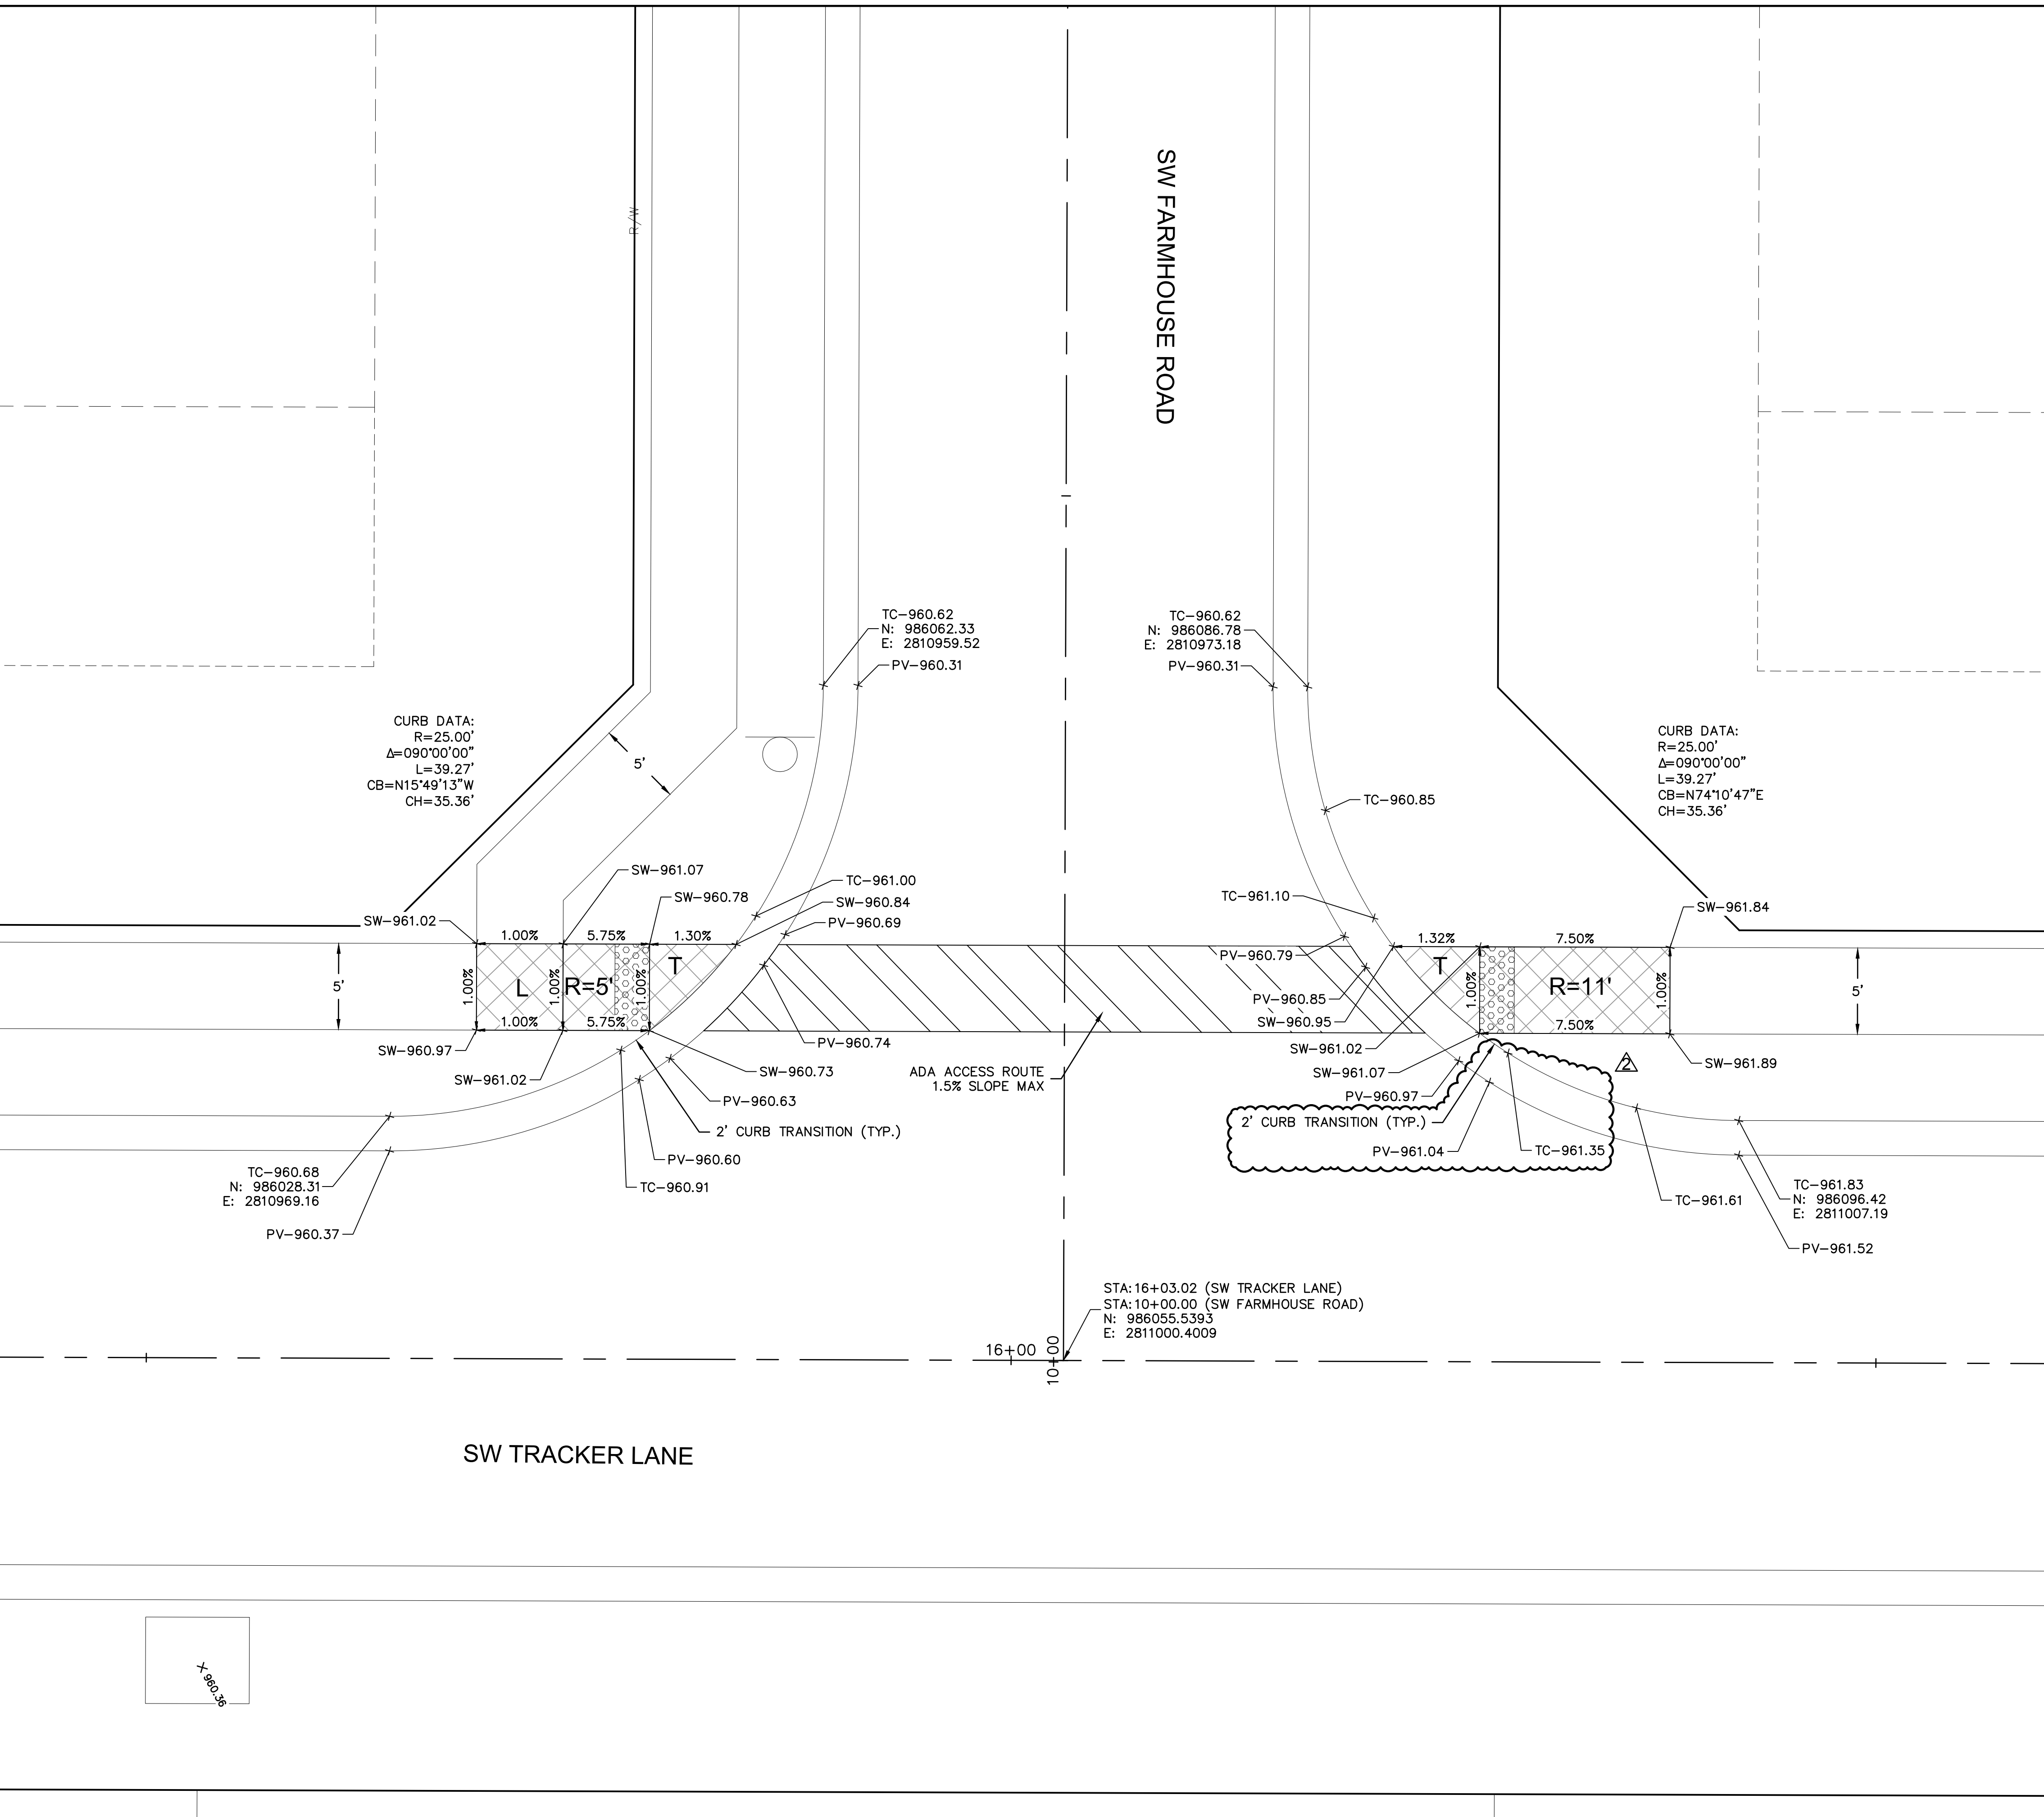 R/W
SW FARMHOUSE ROAD
TC-960.62
N: 986062.33
E: 2810959.52
PV-960.31
TC-960.62
N: 986086.78
E: 2810973.18
PV-960.31
CURB DATA:
R=25.00'
Δ=090°00'00"
L=39.27'
CB=N15°49'13"W
CH=35.36'
5'
CURB DATA:
R=25.00'
Δ=090°00'00"
L=39.27'
CB=N74°10'47"E
CH=35.36'
TC-960.85
SW-961.07
TC-961.00
SW-960.78
SW-960.84
SW-961.02
PV-960.69
TC-961.10
SW-961.84
1.00%
5.75%
1.30%
1.32%
7.50%
PV-960.79
T
T
5'
1.00%
L
1.00%
R=5'
1.00%
1.00%
R=11'
1.00%
5'
PV-960.85
SW-960.95
1.00%
5.75%
7.50%
SW-960.97
PV-960.74
SW-961.02
SW-961.02
SW-960.73
ADA ACCESS ROUTE
1.5% SLOPE MAX
SW-961.07
SW-961.89
2
PV-960.63
PV-960.97
2' CURB TRANSITION (TYP.)
2' CURB TRANSITION (TYP.)
PV-960.60
PV-961.04
TC-961.35
TC-960.68
N: 986028.31
E: 2810969.16
TC-960.91
TC-961.83
N: 986096.42
E: 2811007.19
TC-961.61
PV-960.37
PV-961.52
STA:16+03.02 (SW TRACKER LANE)
STA:10+00.00 (SW FARMHOUSE ROAD)
N: 986055.5393
E: 2811000.4009
16+00
10+00
SW TRACKER LANE
960.36